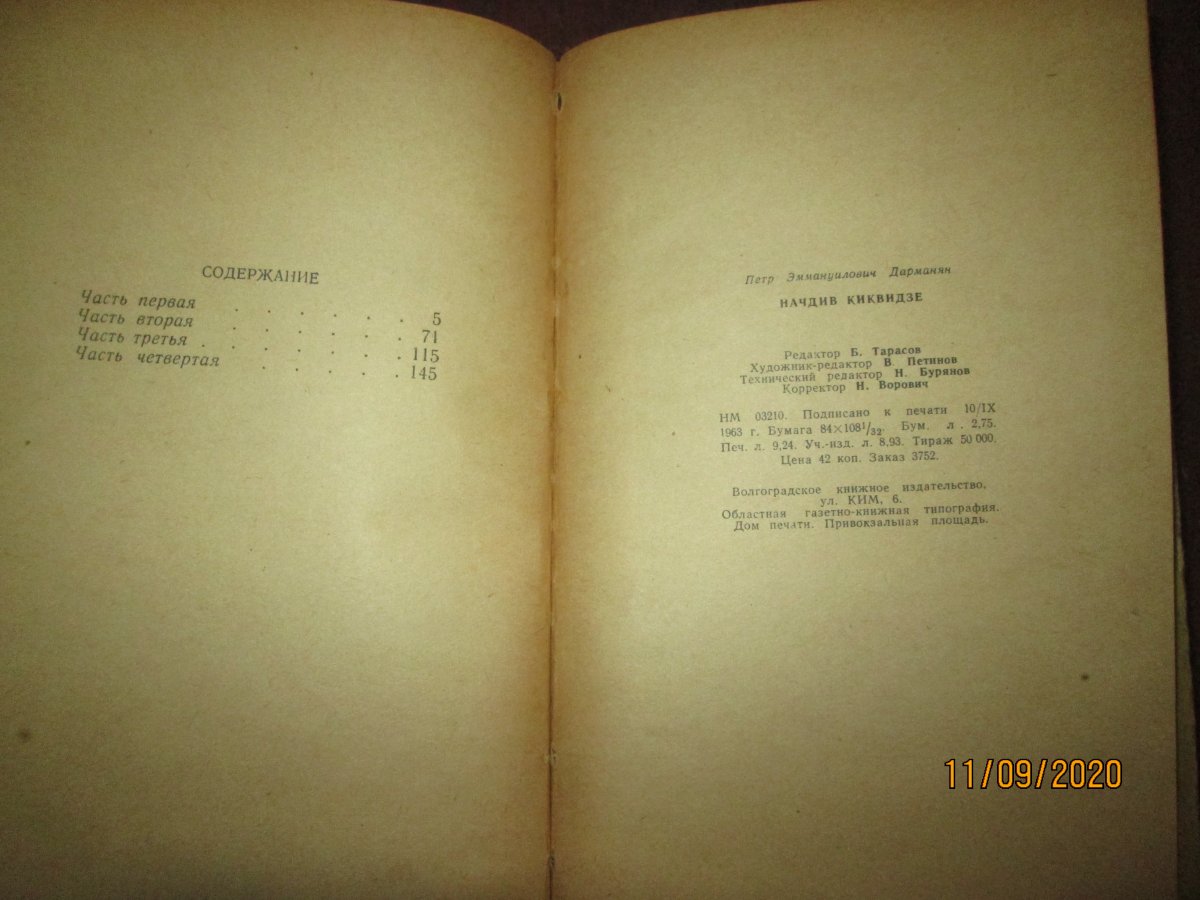 СОДЕРЖАНИЕ
Часть первая . . . . . . 5
Часть вторая . . . . . . 71
Часть третья . . . . . . . 115
Часть четвертая . . . . . 145
Петр Эммануилович Дарманян
НАЧДИВ КИКВИДЗЕ
Редактор Б. Тарасов
Художник-редактор В. Петинов
Технический редактор Н. Бурянов
Корректор Н. Ворович
НМ 03210. Подписано к печати 10/IX
1963 г. Бумага 84×108¹/₃₂. Бум. л. 2,75.
Печ. л. 9,24. Уч.-изд. л. 8,93. Тираж 50 000.
Цена 42 коп. Заказ 3752.
Волгоградское книжное издательство,
ул. КИМ, 6.
Областная газетно-книжная типография.
Дом печати. Привокзальная площадь.
11/09/2020